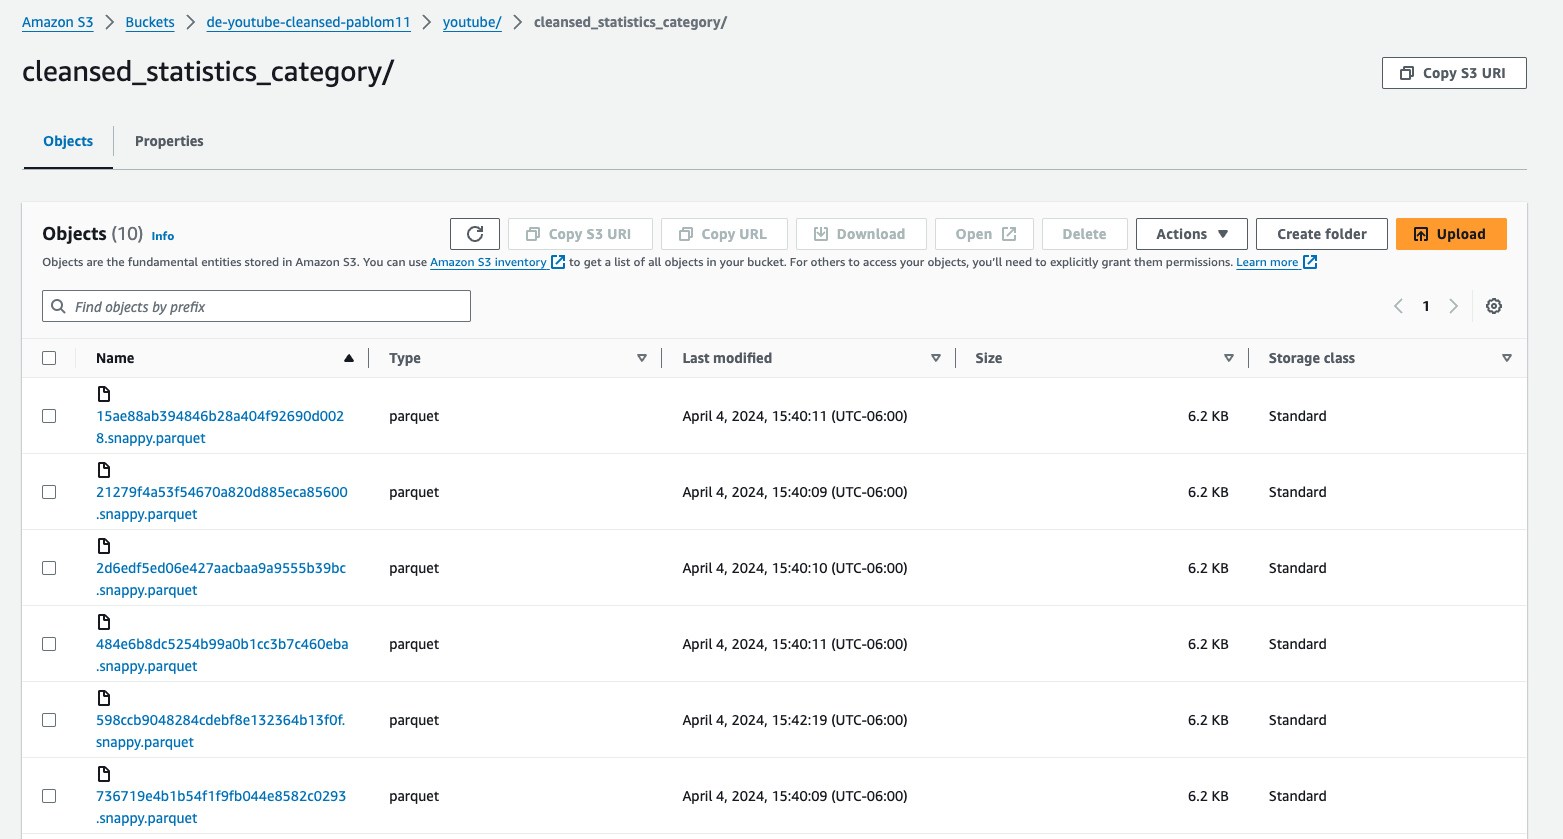 Amazon S3 > Buckets > de-youtube-cleansed-pablom11 > youtube/ > cleansed_statistics_category/
cleansed_statistics_category/
Copy S3 URI
Objects Properties
Objects (10) Info
Copy S3 URI Copy URL Download Open Delete Actions Create folder Upload
Objects are the fundamental entities stored in Amazon S3. You can use Amazon S3 inventory to get a list of all objects in your bucket. For others to access your objects, you'll need to explicitly grant them permissions. Learn more
Find objects by prefix
1
Name Type Last modified Size Storage class
15ae88ab394846b28a404f92690d002 parquet April 4, 2024, 15:40:11 (UTC-06:00) 6.2 KB Standard
8.snappy.parquet
21279f4a53f54670a820d885eca85600 parquet April 4, 2024, 15:40:09 (UTC-06:00) 6.2 KB Standard
.snappy.parquet
2d6edf5ed06e427aacbaa9a9555b39bc parquet April 4, 2024, 15:40:10 (UTC-06:00) 6.2 KB Standard
.snappy.parquet
484e6b8dc5254b99a0b1cc3b7c460eba parquet April 4, 2024, 15:40:11 (UTC-06:00) 6.2 KB Standard
.snappy.parquet
598ccb9048284cdebf8e132364b13f0f. parquet April 4, 2024, 15:42:19 (UTC-06:00) 6.2 KB Standard
snappy.parquet
736719e4b1b54f1f9fb044e8582c0293 parquet April 4, 2024, 15:40:09 (UTC-06:00) 6.2 KB Standard
.snappy.parquet